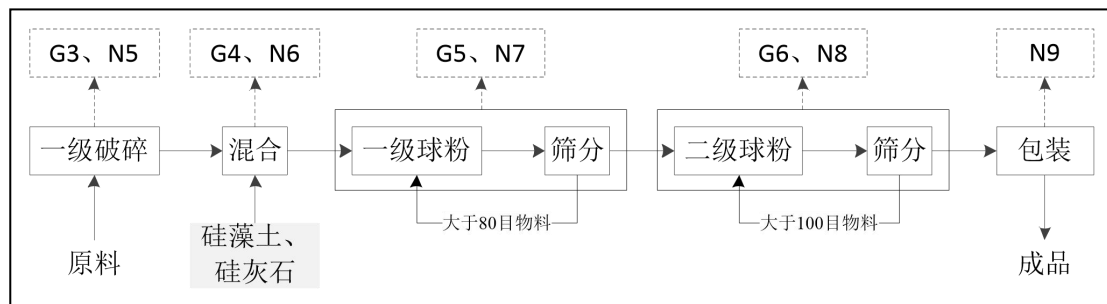 G3、N5
G4、N6
G5、N7
G6、N8
N9
一级破碎
混合
一级球粉
筛分
二级球粉
筛分
包装
大于80目物料
大于100目物料
原料
硅藻土、
硅灰石
成品